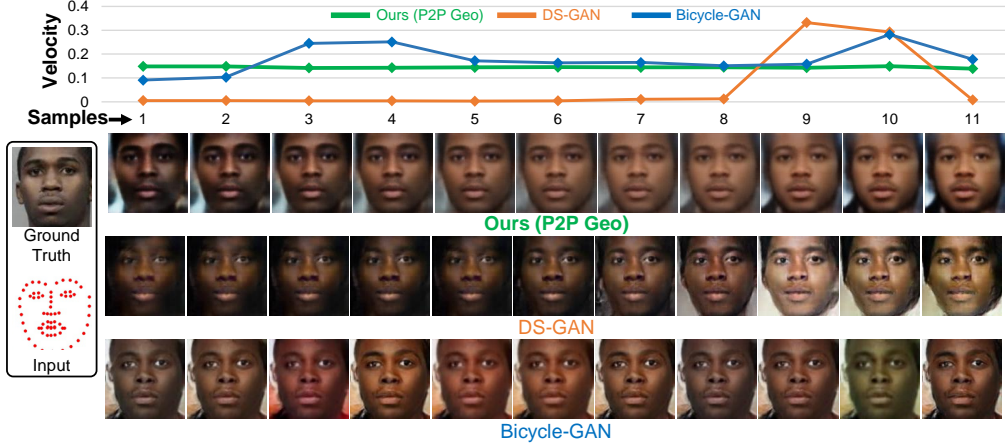 0.4
Ours (P2P Geo) DS-GAN Bicycle-GAN
0.3
0.2
0.1
0
Velocity
Samples 1 2 3 4 5 6 7 8 9 10 11
Ground
Truth
Input
Ours (P2P Geo)
DS-GAN
Bicycle-GAN